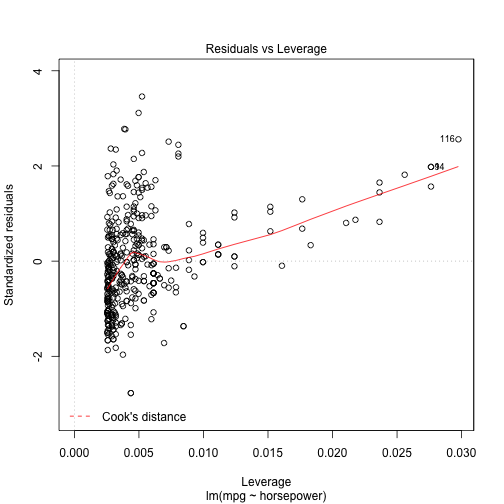 Residuals vs Leverage
Standardized residuals
4
2
0
-2
116
94
Cook's distance
0.000 0.005 0.010 0.015 0.020 0.025 0.030
Leverage
lm(mpg ~ horsepower)